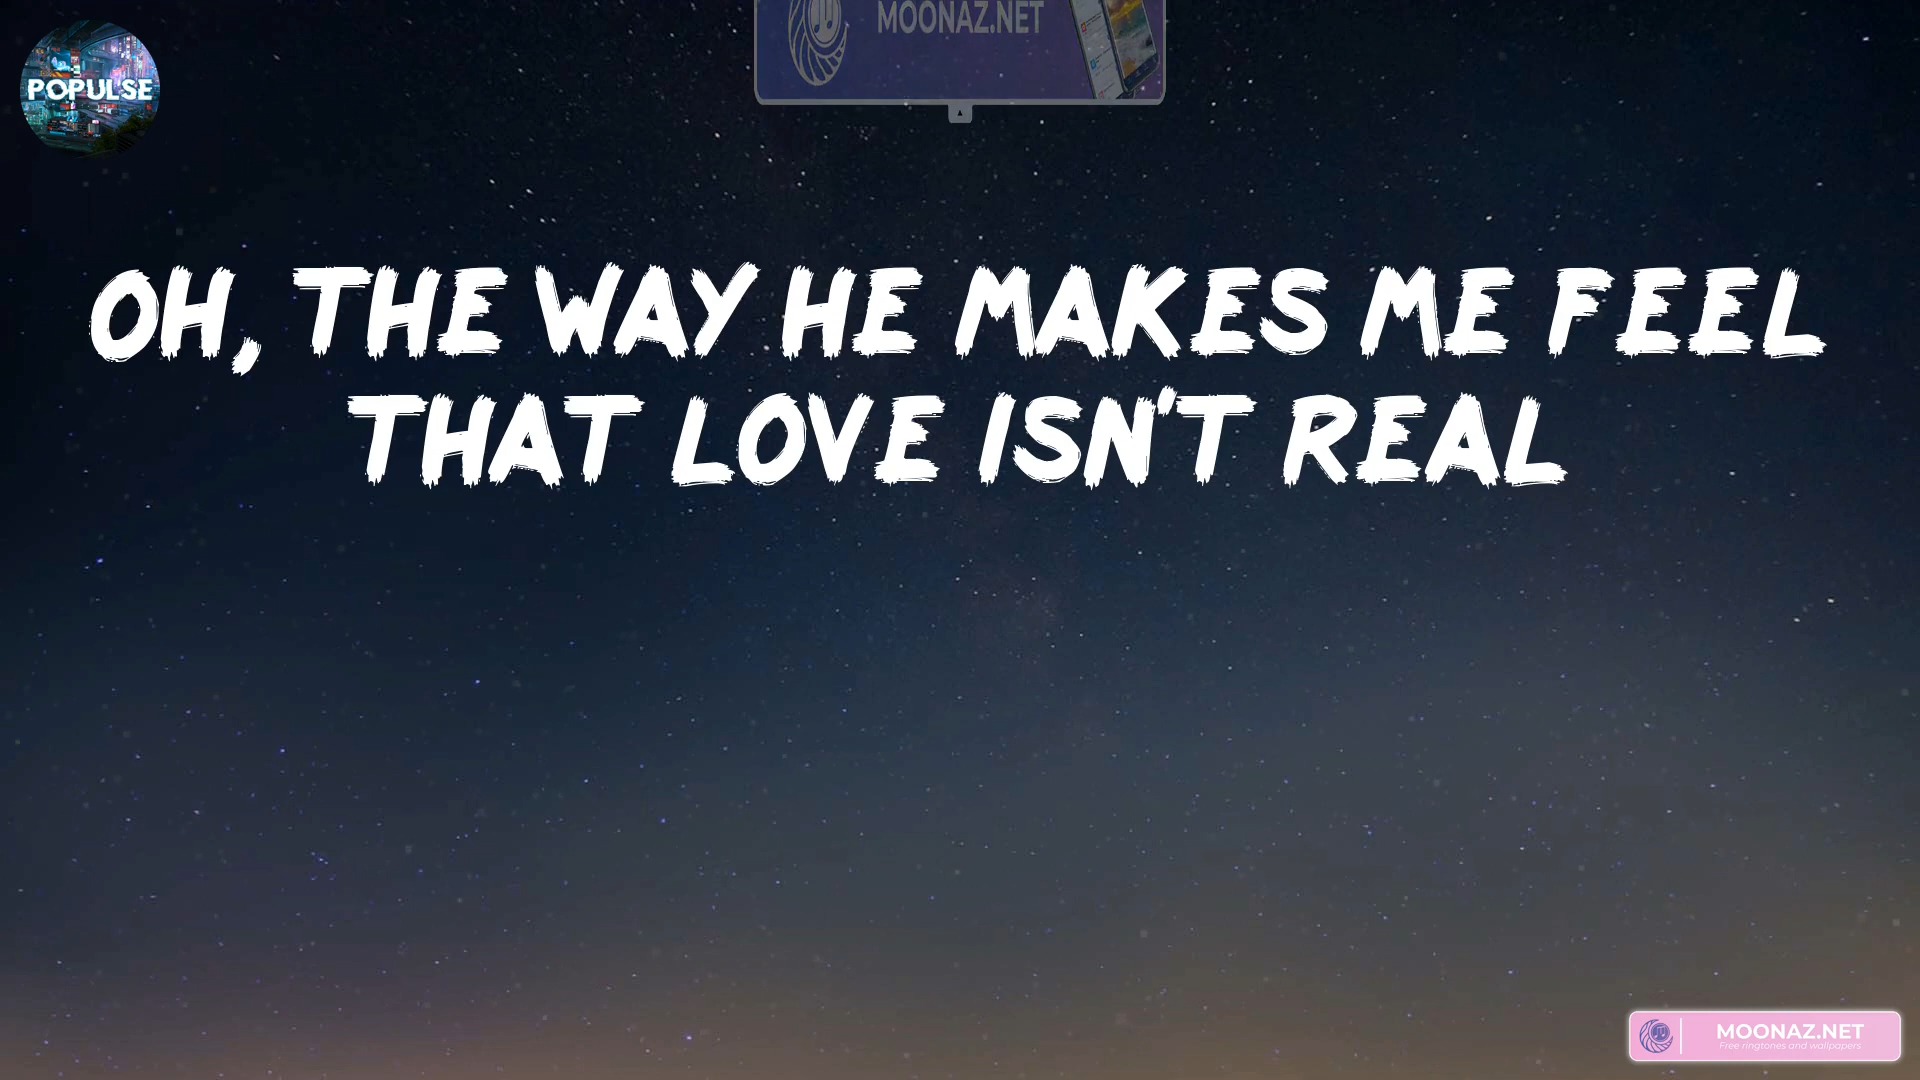 MOONAZ.NET
POPULSE
OH, THE WAY HE MAKES ME FEEL
THAT LOVE ISN'T REAL
MOONAZ.NET
Free ringtones and wallpapers